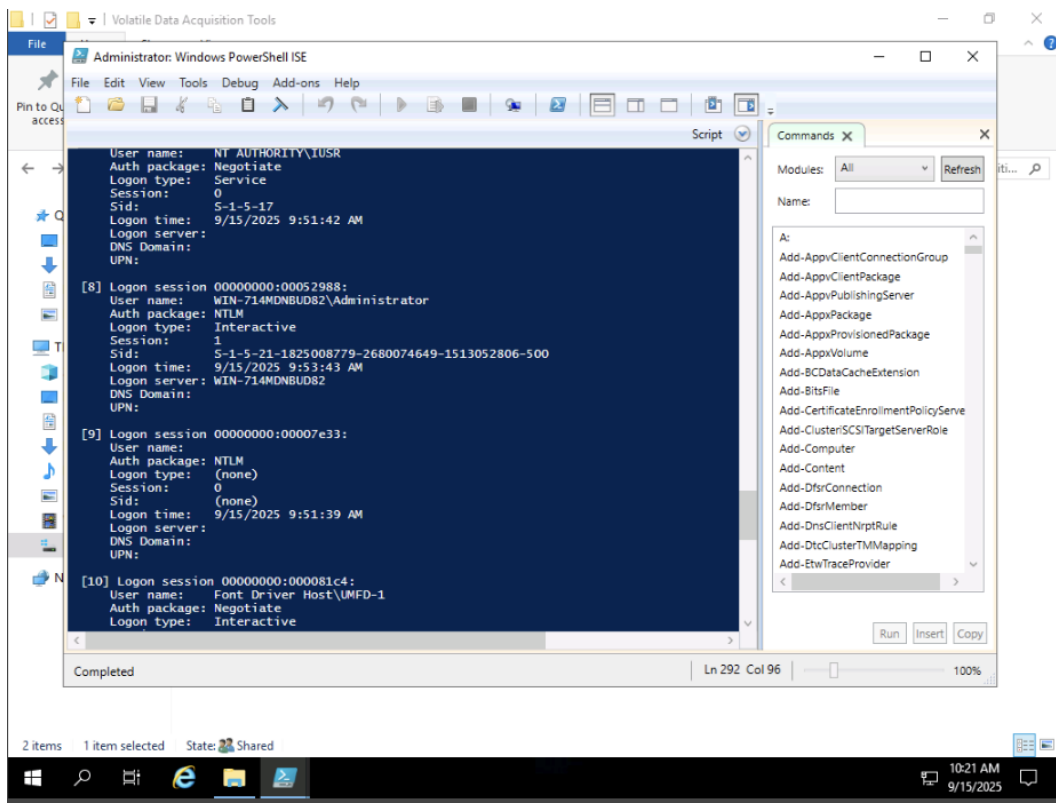 Volatile Data Acquisition Tools
File
Administrator: Windows PowerShell ISE
File Edit View Tools Debug Add-ons Help
Pin to Qu
access
Script
User name: NT AUTHORITY\IUSR
Auth package: Negotiate
Logon type: Service
Session: 0
Sid: S-1-5-17
Logon time: 9/15/2025 9:51:42 AM
Logon server:
DNS Domain:
UPN:
[8] Logon session 00000000:00052988:
User name: WIN-714MDNBUD82\Administrator
Auth package: NTLM
Logon type: Interactive
Session: 1
Sid: S-1-5-21-1825008779-2680074649-1513052806-500
Logon time: 9/15/2025 9:53:43 AM
Logon server: WIN-714MDNBUD82
DNS Domain:
UPN:
[9] Logon session 00000000:00007e33:
User name:
Auth package: NTLM
Logon type: (none)
Session: 0
Sid: (none)
Logon time: 9/15/2025 9:51:39 AM
Logon server:
DNS Domain:
UPN:
[10] Logon session 00000000:000081c4:
User name: Font Driver Host\UMFD-1
Auth package: Negotiate
Logon type: Interactive
Commands
Modules: All Refresh
iti...
Name:
A:
Add-AppvClientConnectionGroup
Add-AppvClientPackage
Add-AppvPublishingServer
Add-AppxPackage
Add-AppxProvisionedPackage
Add-AppxVolume
Add-BCDataCacheExtension
Add-BitsFile
Add-CertificateEnrollmentPolicyServe
Add-ClusteriSCSITargetServerRole
Add-Computer
Add-Content
Add-DfsrConnection
Add-DfsrMember
Add-DnsClientNrptRule
Add-DtcClusterTMMapping
Add-EtwTraceProvider
Run Insert Copy
Q
T
N
Completed
Ln 292 Col 96
100%
2 items 1 item selected State: Shared
10:21 AM
9/15/2025